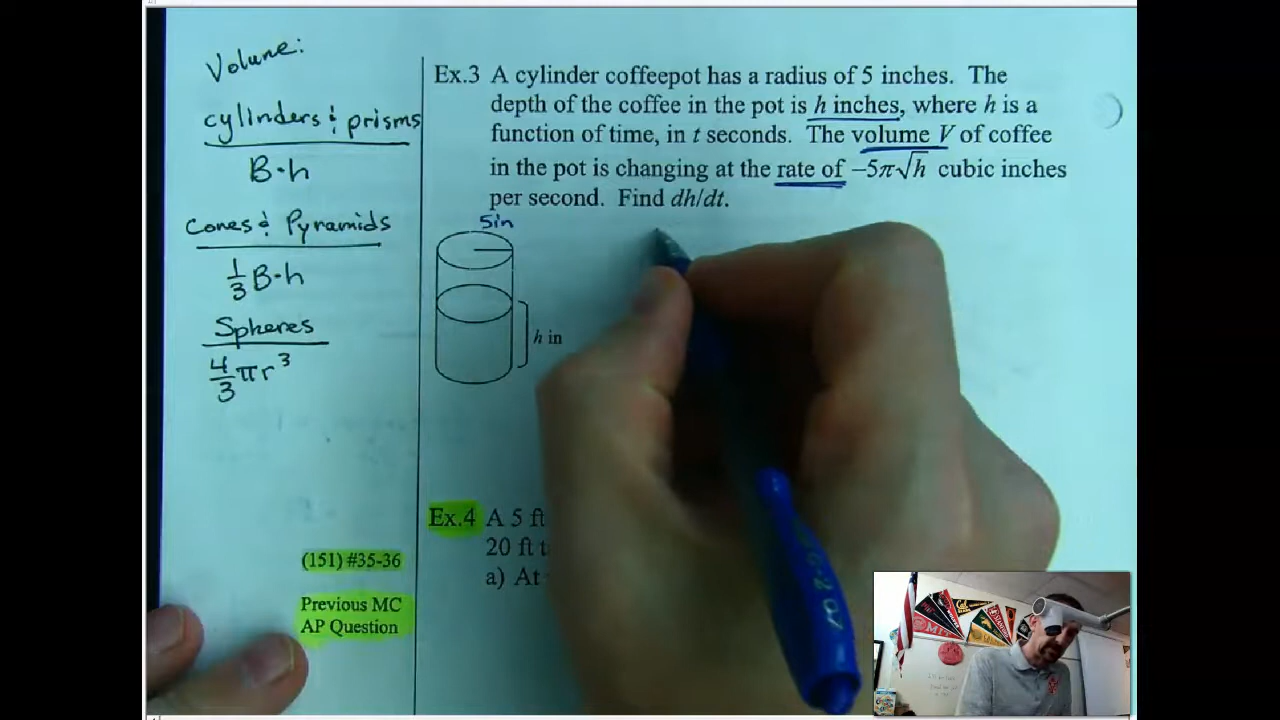 Volume:
cylinders & prisms
B·h
Cones & Pyramids
1/3 B·h
Spheres
4/3 πr³
(151) #35-36
Previous MC
AP Question
Ex.3 A cylinder coffeepot has a radius of 5 inches. The
depth of the coffee in the pot is h inches, where h is a
function of time, in t seconds. The volume V of coffee
in the pot is changing at the rate of −5π√h cubic inches
per second. Find dh/dt.
5in
h in
Ex.4 A 5 ft
20 ft t
a) At
MIT